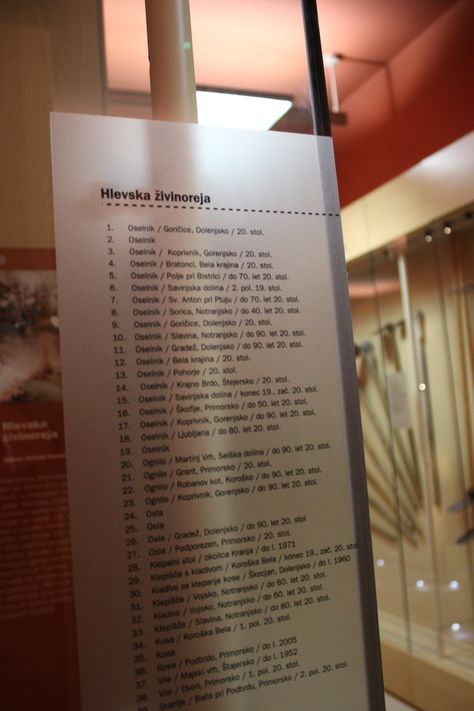 Hlevska živinoreja
1. Oselnik / Goričice, Dolenjsko / 20. stol.
2. Oselnik
3. Oselnik / Koprivnik, Gorenjsko / 20. stol.
4. Oselnik / Bratonci, Bela krajina / 20. stol.
5. Oselnik / Polje pri Bistrici / do 70. let 20. stol.
6. Oselnik / Savinjska dolina / 2. pol. 19. stol.
7. Oselnik / Sv. Anton pri Ptuju / do 70. let 20. stol.
8. Oselnik / Sorica, Notranjsko / do 40. let 20. stol.
9. Oselnik / Goričice, Dolenjsko / 20. stol.
10. Oselnik / Slavina, Notranjsko / do 90. let 20. stol.
11. Oselnik / Gradež, Dolenjsko / do 90. let 20. stol.
12. Oselnik / Bela krajina / 20. stol.
13. Oselnik / Pohorje / 20. stol.
14. Oselnik / Krajno Brdo, Štejersko / 20. stol.
15. Oselnik / Savinjska dolina / konec 19., zač. 20. stol.
16. Oselnik / Škofije, Primorsko / do 50. let 20. stol.
17. Oselnik / Koprivnik, Gorenjsko / do 90. let 20. stol.
18. Oselnik / Ljubljana / do 80. let 20. stol.
19. Oselnik
20. Ognilo / Martinj Vrh, Selška dolina / do 90. let 20. stol.
21. Ognilo / Grant, Primorsko / 20. stol.
22. Ognilo / Robanov kot, Koroško / do 90. let 20. stol.
23. Ognilo / Koprivnik, Gorenjsko / do 90. let 20. stol.
24. Osla
25. Osla
26. Osla / Gradež, Dolenjsko / do 90. let 20. stol
27. Osla / Podporezen, Primorsko / 20. stol.
28. Klepalni stol / okolica Kranja / do l. 1971
29. Klepišče s kladivom / Koroška Bela / konec 19., zač. 20. stol.
30. Kladivo za klepanje kose / Škocjan, Dolenjsko / do l. 1960
31. Klepišče / Vojsko, Notranjsko / do 60. let 20. stol.
32. Kladivo / Vojsko, Notranjsko / do 60. let 20. stol.
33. Klepišče / Slavina, Notranjsko / do 80. let 20. stol.
34. Kosa / Koroška Bela / 1. pol. 20. stol.
35. Kosa
36. Kosa / Podbrdo, Primorsko / do l. 2005
37. Vile / Majski vrh, Štajersko / do l. 1952
38. Vile / Dvori, Primorsko / 1. pol. 20. stol.
39. Grablje / Bača pri Podbrdu, Primorsko / 2. pol. 20. stol.
Hlevska
živinoreja